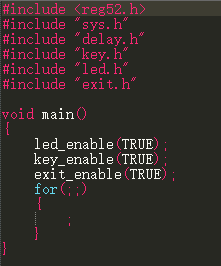 #include <reg52.h>
#include "sys.h"
#include "delay.h"
#include "key.h"
#include "led.h"
#include "exit.h"
void main()
{
led_enable(TRUE);
key_enable(TRUE);
exit_enable(TRUE);
for(;;)
{
;
}
}